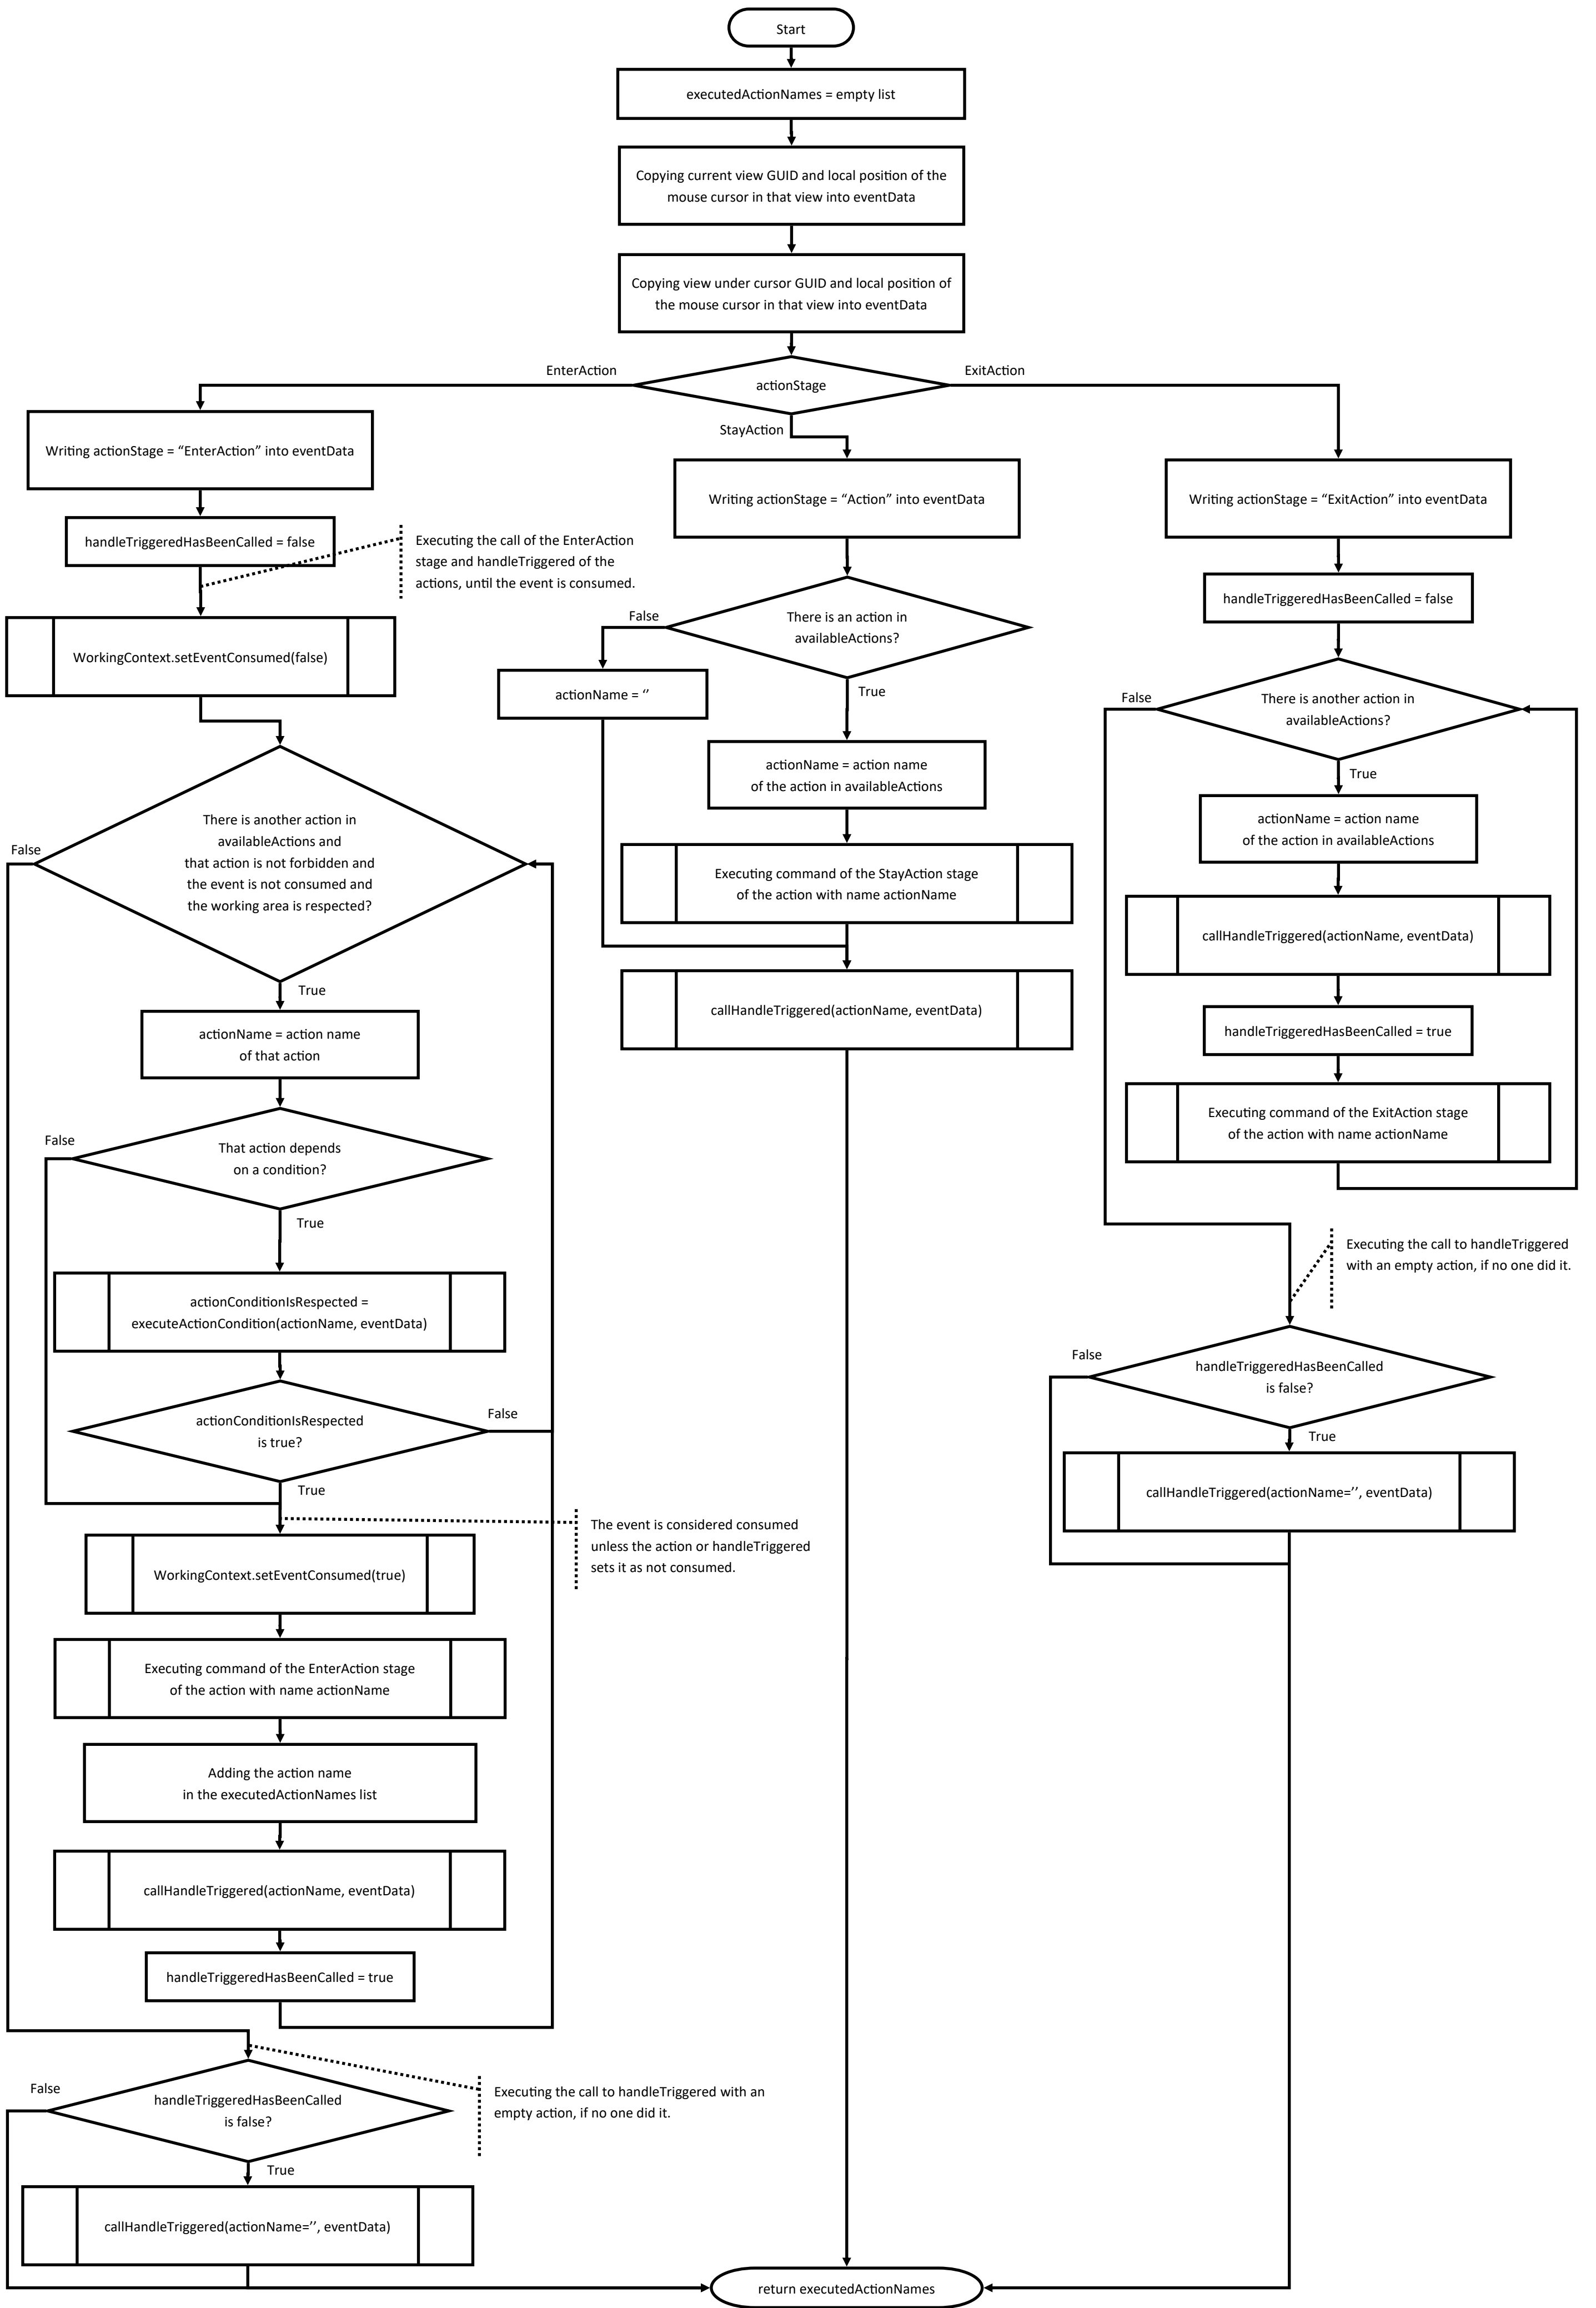 Start
executedActionNames = empty list
Copying current view GUID and local position of the
mouse cursor in that view into eventData
Copying view under cursor GUID and local position of
the mouse cursor in that view into eventData
actionStage
EnterAction
StayAction
ExitAction
Writing actionStage = “EnterAction” into eventData
handleTriggeredHasBeenCalled = false
Executing the call of the EnterAction
stage and handleTriggered of the
actions, until the event is consumed.
WorkingContext.setEventConsumed(false)
There is another action in
availableActions and
that action is not forbidden and
the event is not consumed and
the working area is respected?
False
True
actionName = action name
of that action
That action depends
on a condition?
False
True
actionConditionIsRespected =
executeActionCondition(actionName, eventData)
actionConditionIsRespected
is true?
False
True
The event is considered consumed
unless the action or handleTriggered
sets it as not consumed.
WorkingContext.setEventConsumed(true)
Executing command of the EnterAction stage
of the action with name actionName
Adding the action name
in the executedActionNames list
callHandleTriggered(actionName, eventData)
handleTriggeredHasBeenCalled = true
Executing the call to handleTriggered with an
empty action, if no one did it.
handleTriggeredHasBeenCalled
is false?
False
True
callHandleTriggered(actionName=‘’, eventData)
Writing actionStage = “Action” into eventData
There is an action in
availableActions?
False
True
actionName = ‘’
actionName = action name
of the action in availableActions
Executing command of the StayAction stage
of the action with name actionName
callHandleTriggered(actionName, eventData)
Writing actionStage = “ExitAction” into eventData
handleTriggeredHasBeenCalled = false
There is another action in
availableActions?
False
True
actionName = action name
of the action in availableActions
callHandleTriggered(actionName, eventData)
handleTriggeredHasBeenCalled = true
Executing command of the ExitAction stage
of the action with name actionName
Executing the call to handleTriggered
with an empty action, if no one did it.
handleTriggeredHasBeenCalled
is false?
False
True
callHandleTriggered(actionName=‘’, eventData)
return executedActionNames